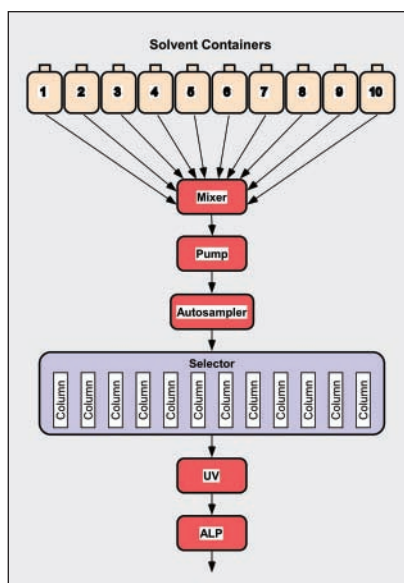 Solvent Containers
1 2 3 4 5 6 7 8 9 10
Mixer
Pump
Autosampler
Selector
Column Column Column Column Column Column Column Column Column Column Column Column
UV
ALP